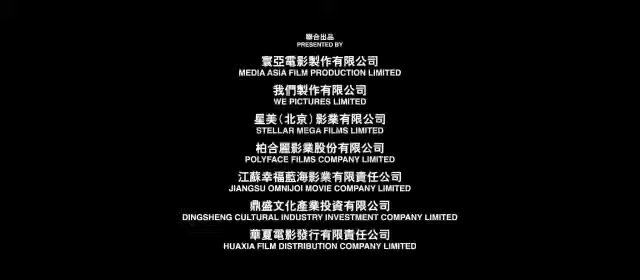 聯合出品
PRESENTED BY
寰亞電影製作有限公司
MEDIA ASIA FILM PRODUCTION LIMITED
我們製作有限公司
WE PICTURES LIMITED
星美(北京)影業有限公司
STELLAR MEGA FILMS LIMITED
柏合麗影業股份有限公司
POLYFACE FILMS COMPANY LIMITED
江蘇幸福藍海影業有限責任公司
JIANGSU OMNIJOI MOVIE COMPANY LIMITED
鼎盛文化產業投資有限公司
DINGSHENG CULTURAL INDUSTRY INVESTMENT COMPANY LIMITED
華夏電影發行有限責任公司
HUAXIA FILM DISTRIBUTION COMPANY LIMITED